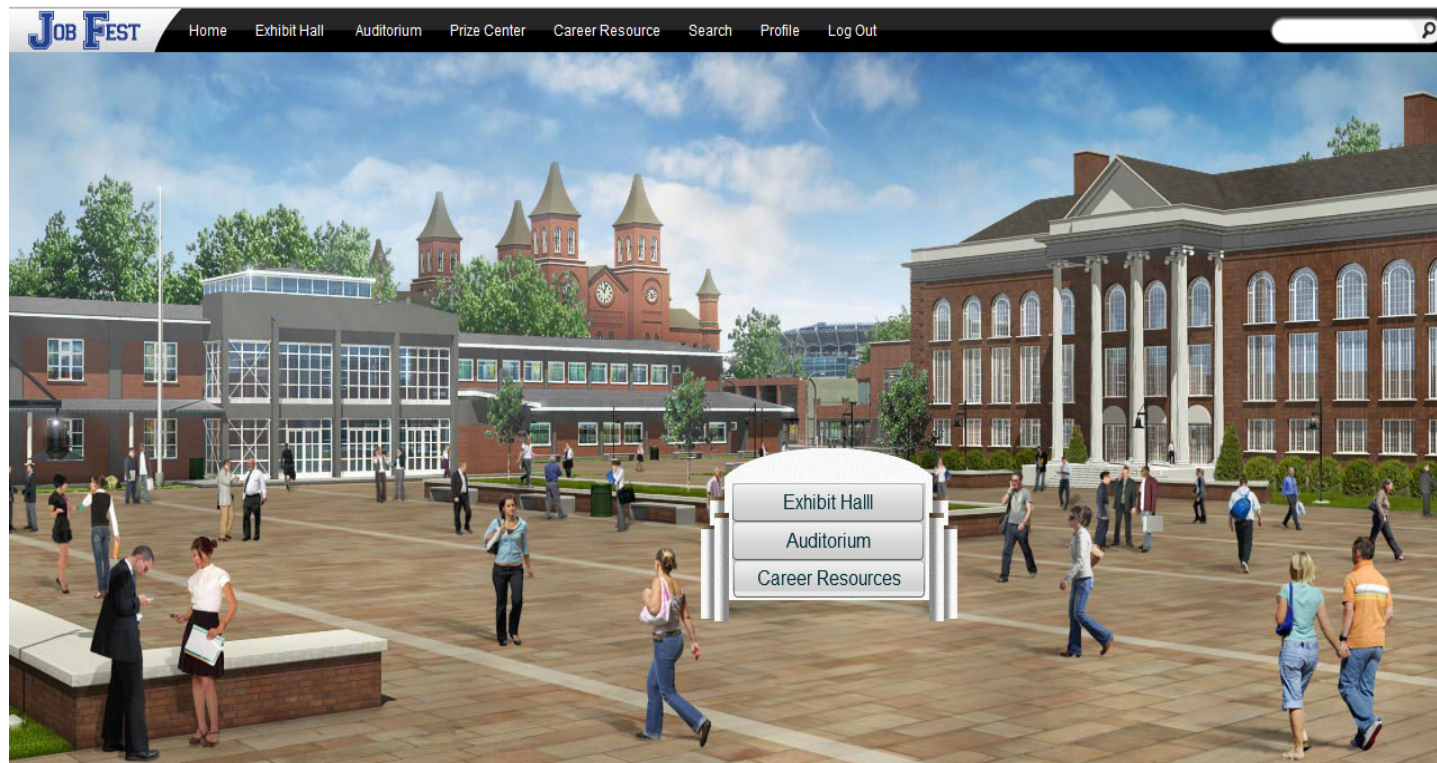 JOB FEST Home Exhibit Hall Auditorium Prize Center Career Resource Search Profile Log Out
Exhibit Halll
Auditorium
Career Resources